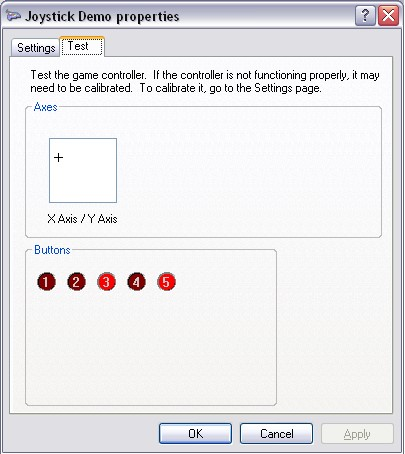 Joystick Demo properties
?
Settings
Test
Test the game controller. If the controller is not functioning properly, it may
need to be calibrated. To calibrate it, go to the Settings page.
Axes
X Axis / Y Axis
Buttons
1 2 3 4 5
OK Cancel Apply